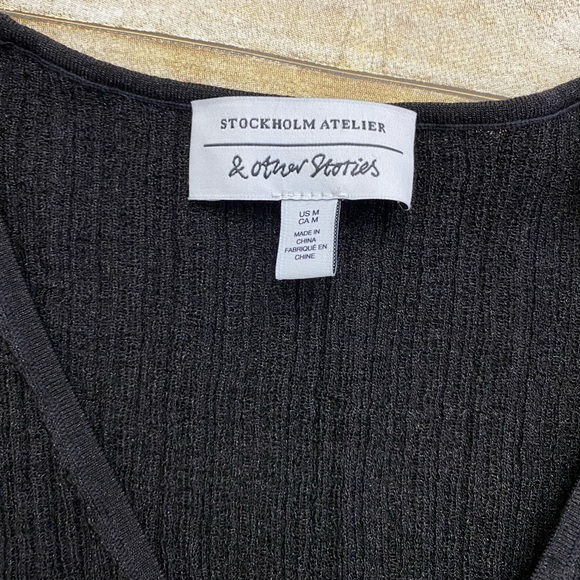 STOCKHOLM ATELIER
& other Stories
US M
CA M
MADE IN
CHINA
FABRIQUÉ EN
CHINE